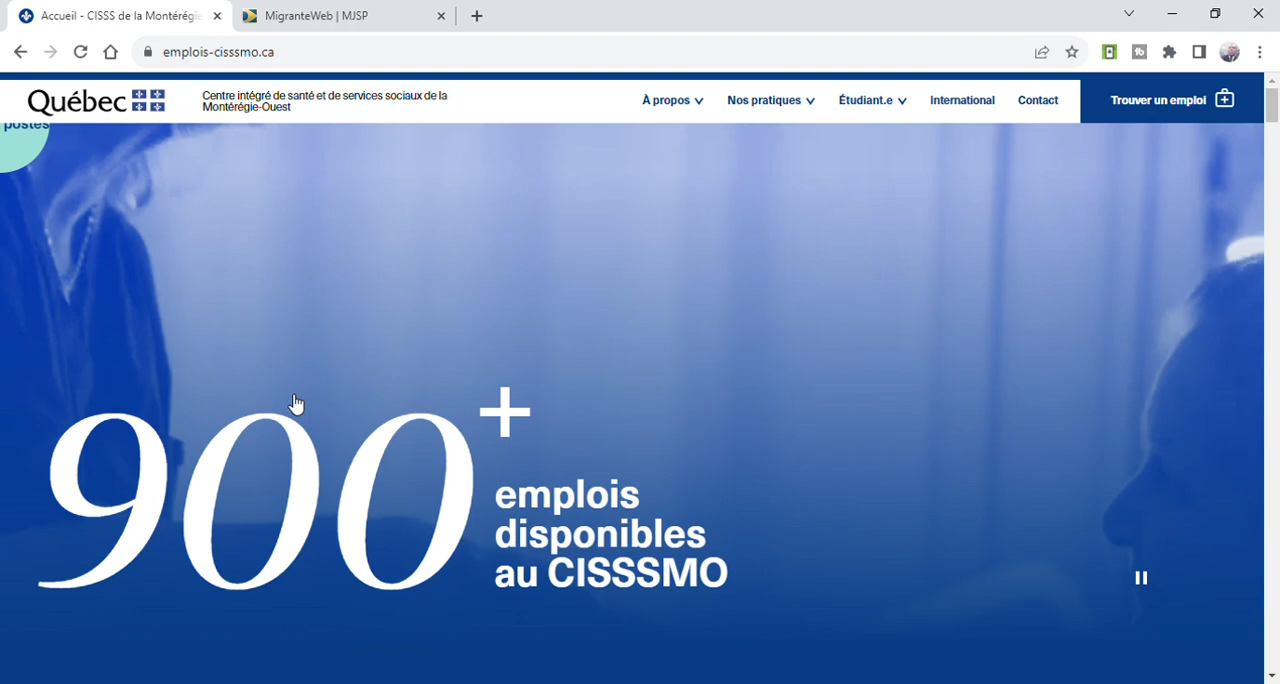 Accueil - CISSS de la Montérégie
MigranteWeb | MJSP
emplois-cisssmo.ca
Québec
Centre intégré de santé et de services sociaux de la
Montérégie-Ouest
À propos
Nos pratiques
Étudiant.e
International
Contact
Trouver un emploi
postes
900+
emplois
disponibles
au CISSSMO